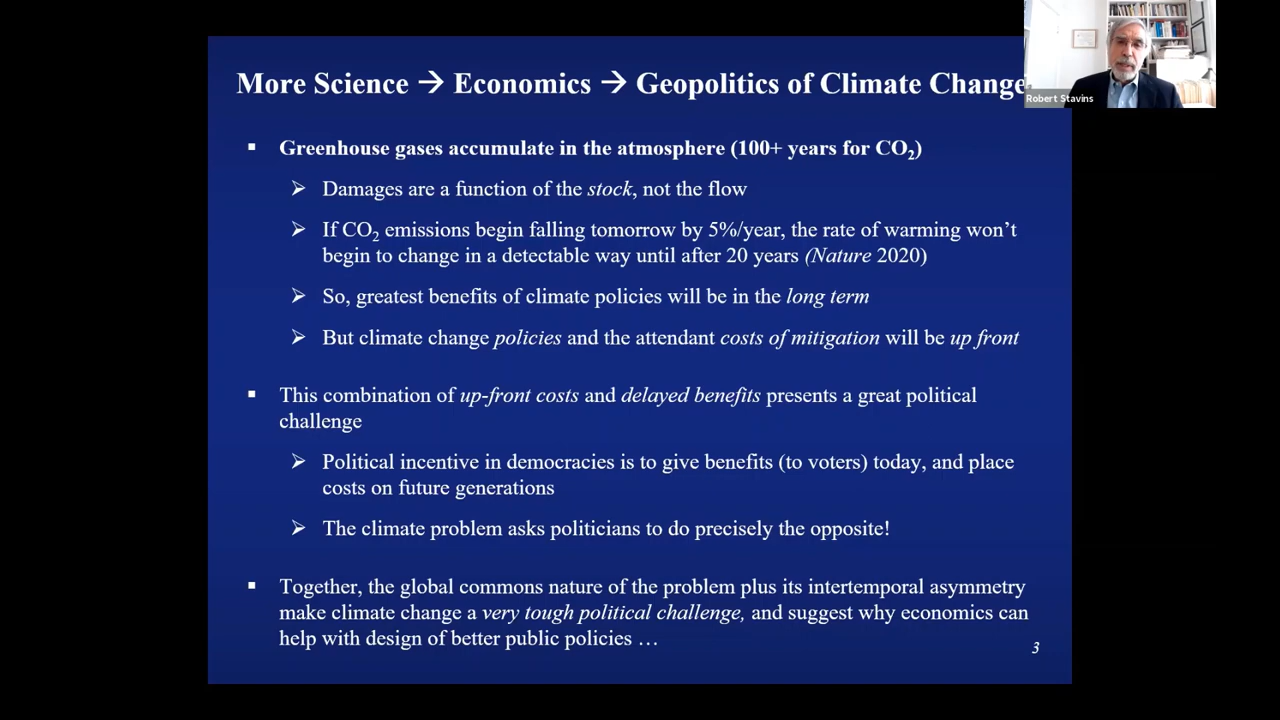 More Science → Economics → Geopolitics of Climate Change
Robert Stavins
▪ Greenhouse gases accumulate in the atmosphere (100+ years for CO₂)
➢ Damages are a function of the stock, not the flow
➢ If CO₂ emissions begin falling tomorrow by 5%/year, the rate of warming won’t
begin to change in a detectable way until after 20 years (Nature 2020)
➢ So, greatest benefits of climate policies will be in the long term
➢ But climate change policies and the attendant costs of mitigation will be up front
▪ This combination of up-front costs and delayed benefits presents a great political
challenge
➢ Political incentive in democracies is to give benefits (to voters) today, and place
costs on future generations
➢ The climate problem asks politicians to do precisely the opposite!
▪ Together, the global commons nature of the problem plus its intertemporal asymmetry
make climate change a very tough political challenge, and suggest why economics can
help with design of better public policies …
3